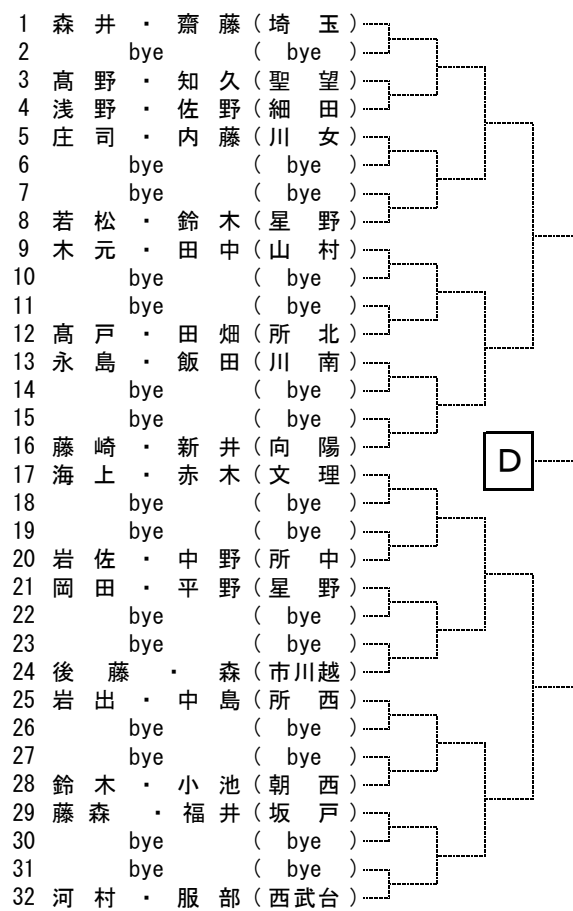 1 森井・齋藤(埼玉)
2 bye (bye)
3 髙野・知久(聖望)
4 浅野・佐野(細田)
5 庄司・内藤(川女)
6 bye (bye)
7 bye (bye)
8 若松・鈴木(星野)
9 木元・田中(山村)
10 bye (bye)
11 bye (bye)
12 髙戸・田畑(所北)
13 永島・飯田(川南)
14 bye (bye)
15 bye (bye)
16 藤崎・新井(向陽)
D
17 海上・赤木(文理)
18 bye (bye)
19 bye (bye)
20 岩佐・中野(所中)
21 岡田・平野(星野)
22 bye (bye)
23 bye (bye)
24 後藤・森(市川越)
25 岩出・中島(所西)
26 bye (bye)
27 bye (bye)
28 鈴木・小池(朝西)
29 藤森・福井(坂戸)
30 bye (bye)
31 bye (bye)
32 河村・服部(西武台)